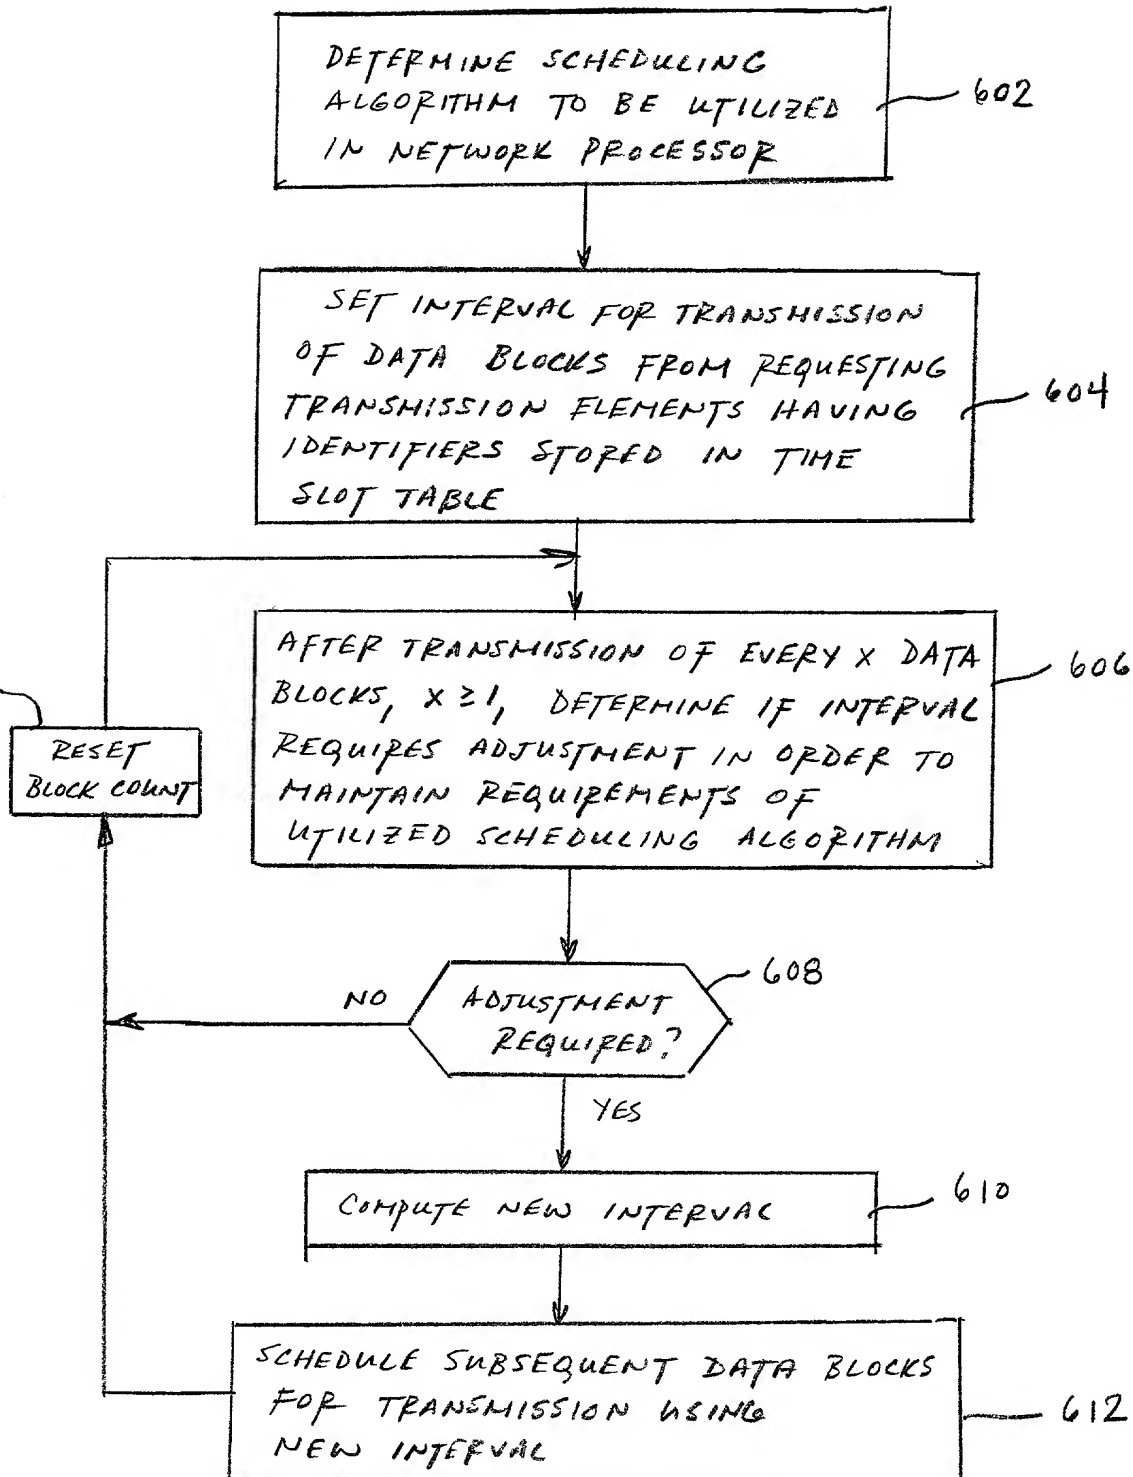 DETERMINE SCHEDULING
ALGORITHM TO BE UTILIZED
IN NETWORK PROCESSOR
602
SET INTERVAL FOR TRANSMISSION
OF DATA BLOCKS FROM REQUESTING
TRANSMISSION ELEMENTS HAVING
IDENTIFIERS STORED IN TIME
SLOT TABLE
604
AFTER TRANSMISSION OF EVERY X DATA
BLOCKS, X ≥ 1, DETERMINE IF INTERVAL
REQUIRES ADJUSTMENT IN ORDER TO
MAINTAIN REQUIREMENTS OF
UTILIZED SCHEDULING ALGORITHM
606
RESET
BLOCK COUNT
ADJUSTMENT
REQUIRED?
608
NO
YES
COMPUTE NEW INTERVAL
610
SCHEDULE SUBSEQUENT DATA BLOCKS
FOR TRANSMISSION USING
NEW INTERVAL
612